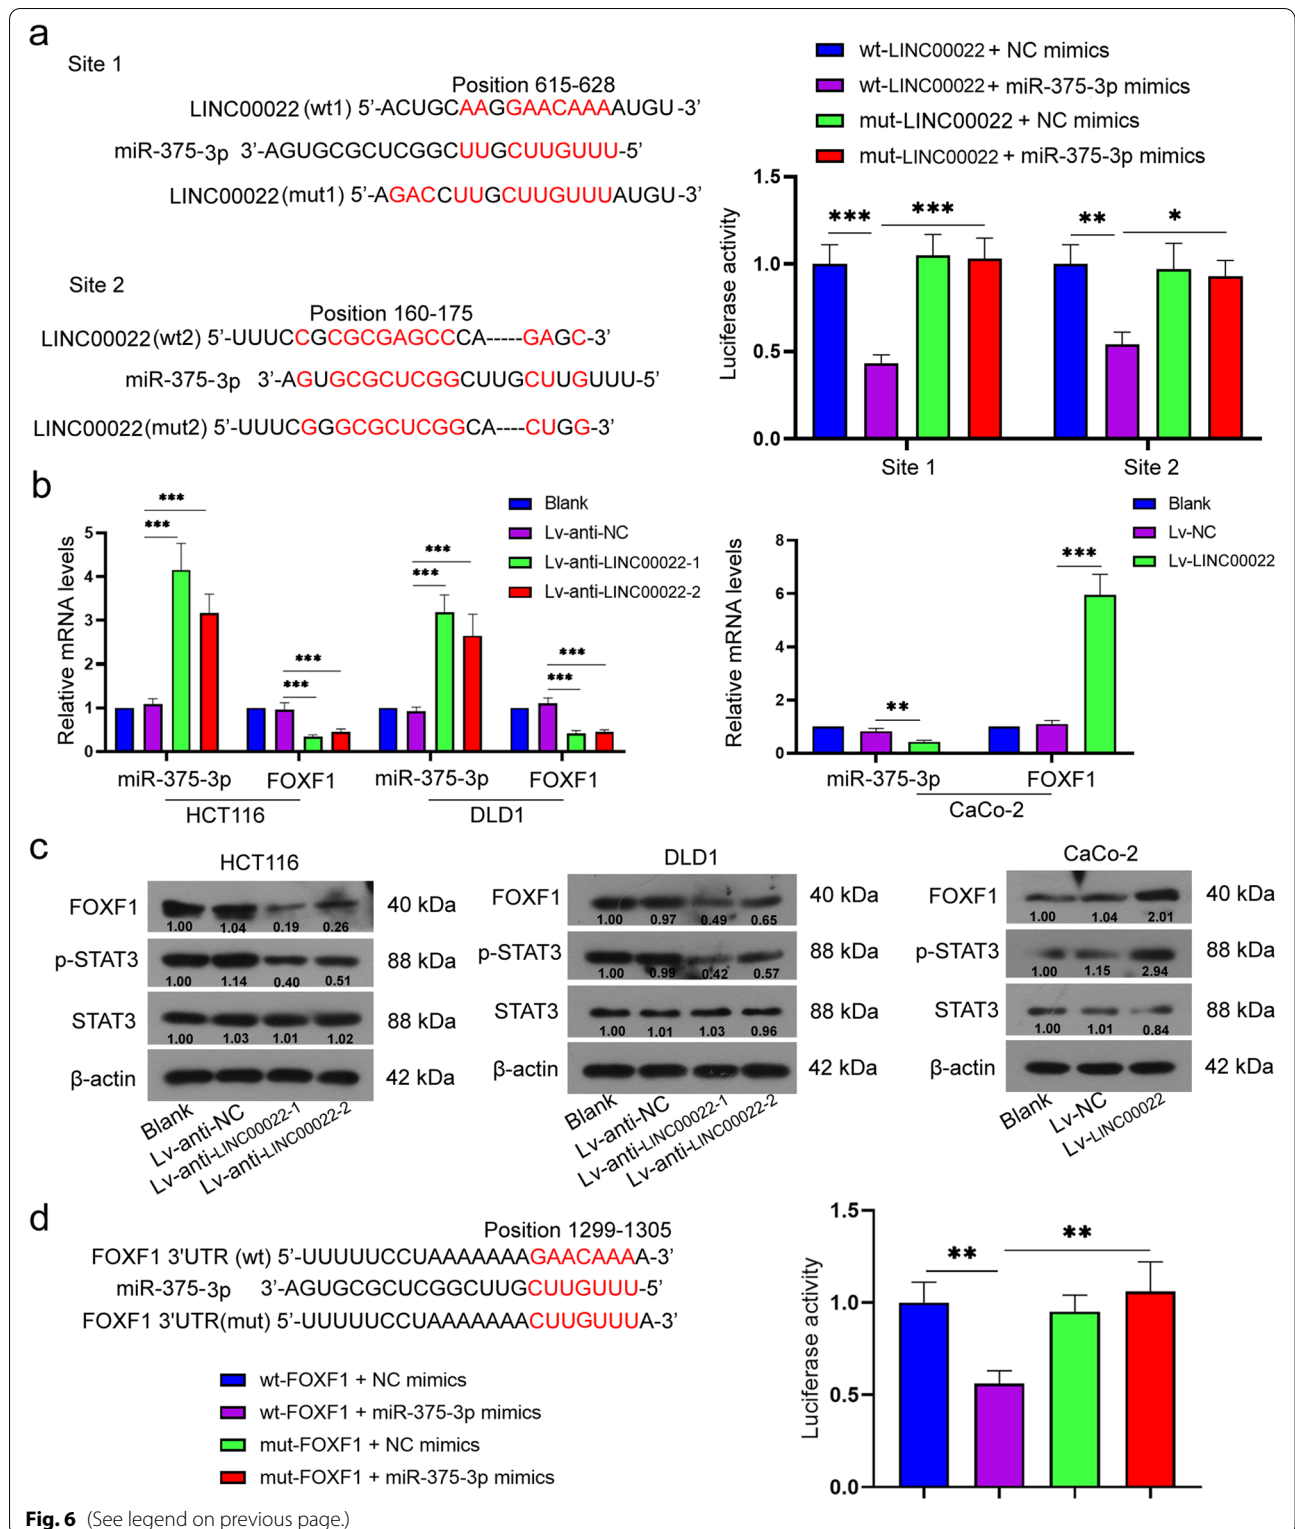 a
Site 1
Position 615-628
LINC00022 (wt1) 5’-ACUGCAAGGAACAAAAUGU-3’
miR-375-3p 3’-AGUGCGCUCGGCUUGCUUGUUU-5’
LINC00022 (mut1) 5’-AGACCUUGCUUGUUUAUGU-3’
Site 2
Position 160-175
LINC00022 (wt2) 5’-UUUCCGCGCGAGCCCA-----GAGC-3’
miR-375-3p 3’-AGUGCGCUCGGCUUGCUUGUUU-5’
LINC00022 (mut2) 5’-UUUCGGGCGCUCGGCA----CUGG-3’
wt-LINC00022 + NC mimics
wt-LINC00022 + miR-375-3p mimics
mut-LINC00022 + NC mimics
mut-LINC00022 + miR-375-3p mimics
Luciferase activity
1.5
1.0
0.5
0.0
*** *** ** *
Site 1 Site 2
b
Blank
Lv-anti-NC
Lv-anti-LINC00022-1
Lv-anti-LINC00022-2
Relative mRNA levels
5
4
3
2
1
0
***
***
***
***
***
***
***
***
miR-375-3p FOXF1 miR-375-3p FOXF1
HCT116 DLD1
Blank
Lv-NC
Lv-LINC00022
Relative mRNA levels
8
6
4
2
0
** ***
miR-375-3p FOXF1
CaCo-2
c
HCT116
FOXF1 40 kDa
1.00 1.04 0.19 0.26
p-STAT3 88 kDa
1.00 1.14 0.40 0.51
STAT3 88 kDa
1.00 1.03 1.01 1.02
β-actin 42 kDa
Blank
Lv-anti-NC
Lv-anti-LINC00022-1
Lv-anti-LINC00022-2
DLD1
FOXF1 40 kDa
1.00 0.97 0.49 0.65
p-STAT3 88 kDa
1.00 0.99 0.42 0.57
STAT3 88 kDa
1.00 1.01 1.03 0.96
β-actin 42 kDa
Blank
Lv-anti-NC
Lv-anti-LINC00022-1
Lv-anti-LINC00022-2
CaCo-2
FOXF1 40 kDa
1.00 1.04 2.01
p-STAT3 88 kDa
1.00 1.15 2.94
STAT3 88 kDa
1.00 1.01 0.84
β-actin 42 kDa
Blank
Lv-NC
Lv-LINC00022
d
Position 1299-1305
FOXF1 3'UTR (wt) 5’-UUUUUCCUAAAAAAAGAACAAAA-3’
miR-375-3p 3’-AGUGCGCUCGGCUUGCUUGUUU-5’
FOXF1 3'UTR(mut) 5’-UUUUUCCUAAAAAAACUUGUUUA-3’
wt-FOXF1 + NC mimics
wt-FOXF1 + miR-375-3p mimics
mut-FOXF1 + NC mimics
mut-FOXF1 + miR-375-3p mimics
Luciferase activity
1.5
1.0
0.5
0.0
** **
Fig. 6 (See legend on previous page.)